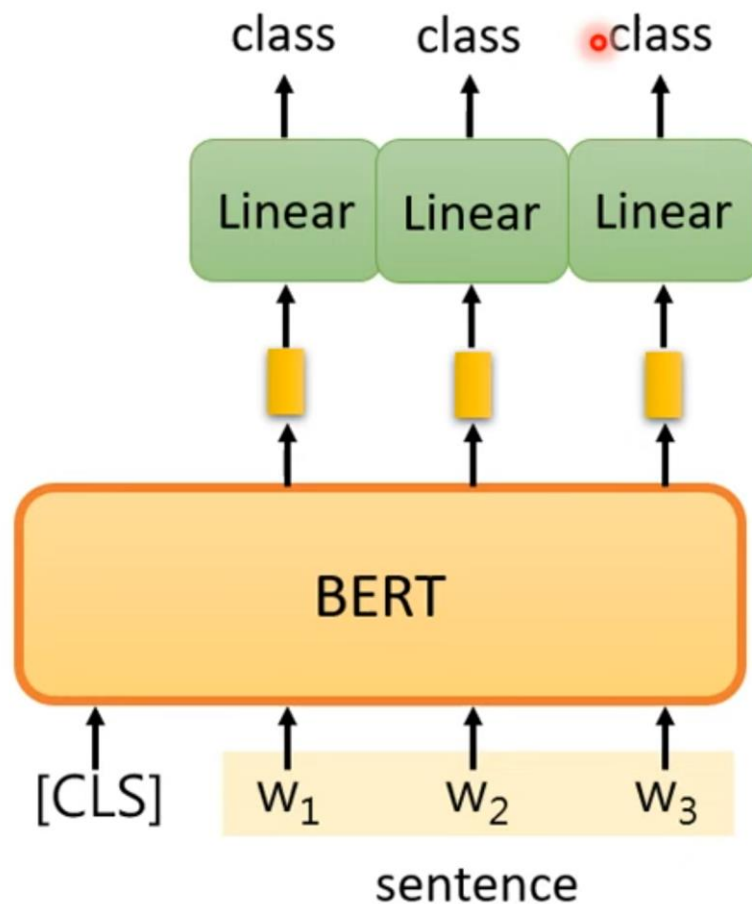 class class class
Linear Linear Linear
BERT
[CLS] w₁ w₂ w₃
sentence